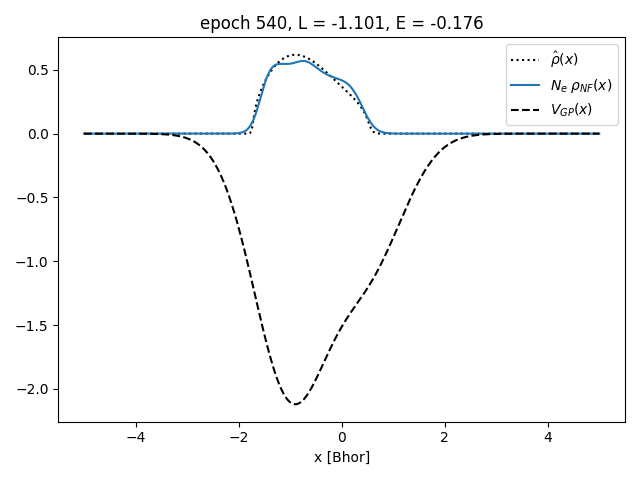 epoch 540, L = -1.101, E = -0.176
ρ̂(x)
N_e ρ_NF(x)
V_GP(x)
0.5
0.0
−0.5
−1.0
−1.5
−2.0
−4 −2 0 2 4
x [Bhor]